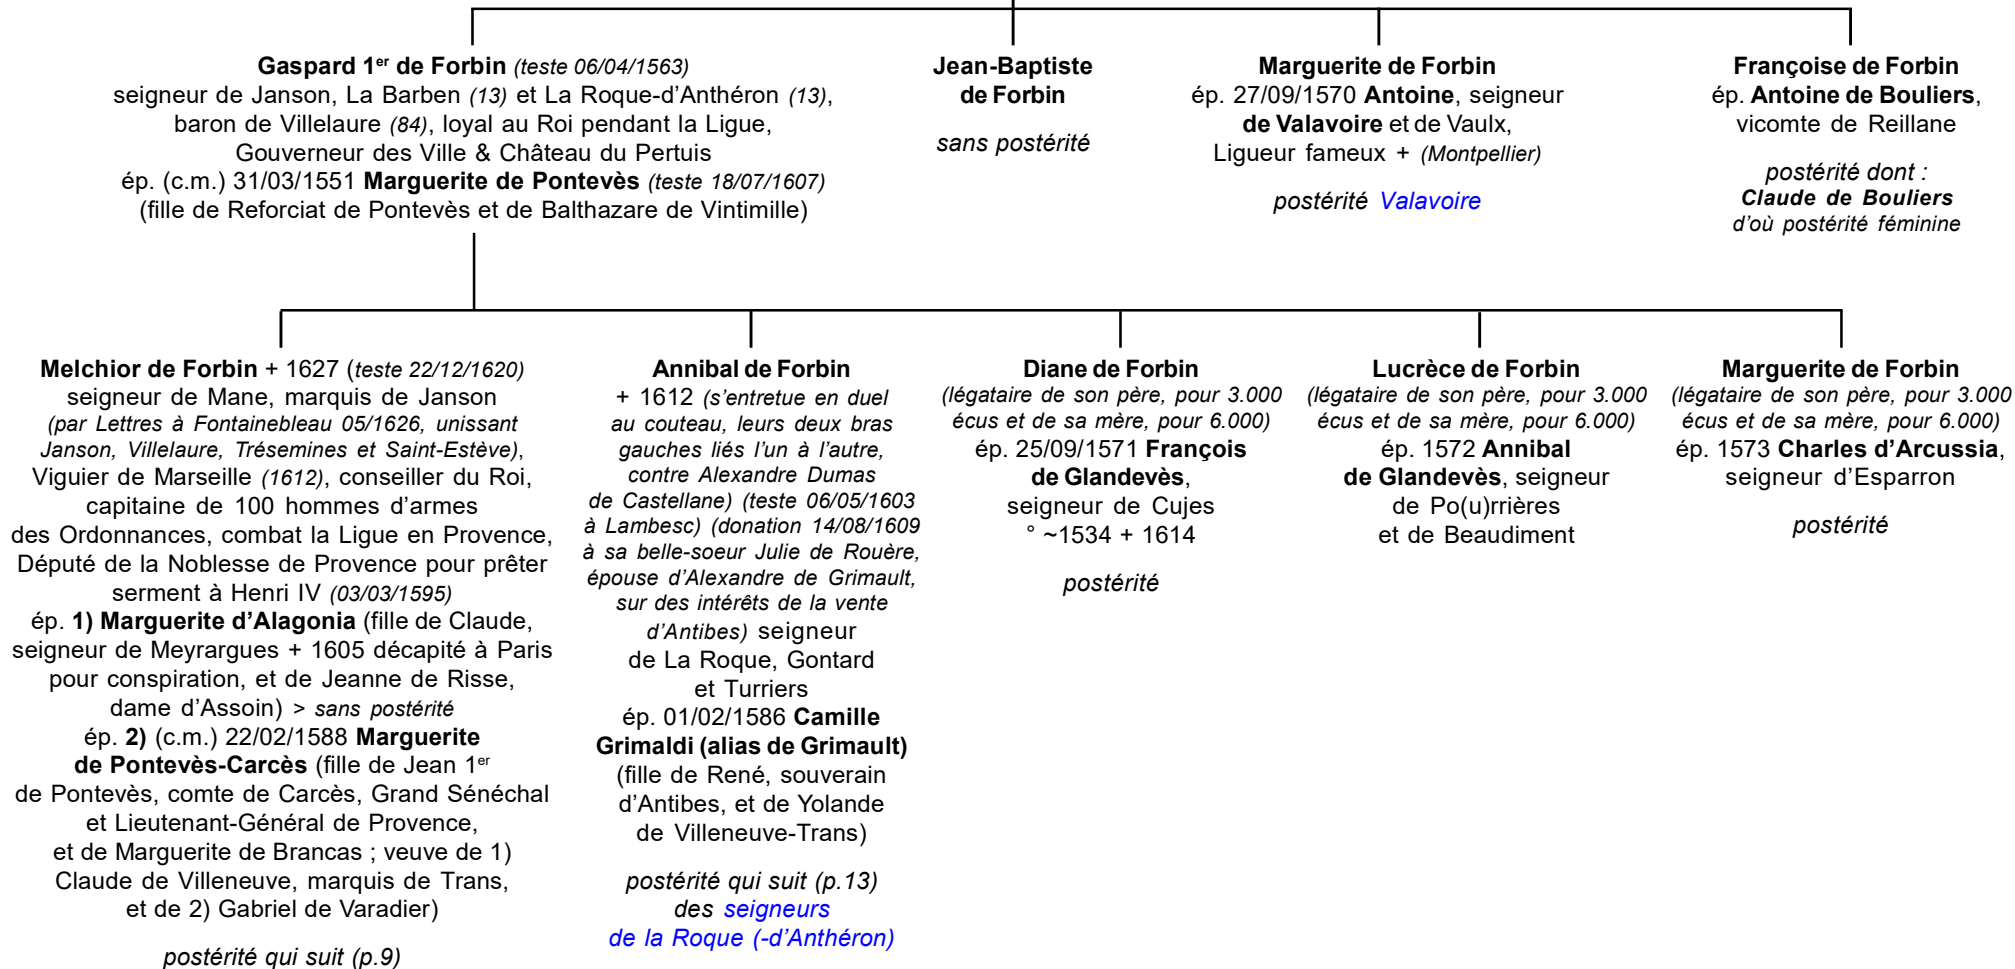 Gaspard 1er de Forbin (teste 06/04/1563)
seigneur de Janson, La Barben (13) et La Roque-d'Anthéron (13),
baron de Villelaure (84), loyal au Roi pendant la Ligue,
Gouverneur des Ville & Château du Pertuis
ép. (c.m.) 31/03/1551 Marguerite de Pontevès (teste 18/07/1607)
(fille de Reforciat de Pontevès et de Balthazare de Vintimille)
Jean-Baptiste
de Forbin
sans postérité
Marguerite de Forbin
ép. 27/09/1570 Antoine, seigneur
de Valavoire et de Vaulx,
Ligueur fameux + (Montpellier)
postérité Valavoire
Françoise de Forbin
ép. Antoine de Bouliers,
vicomte de Reillane
postérité dont :
Claude de Bouliers
d'où postérité féminine
Melchior de Forbin + 1627 (teste 22/12/1620)
seigneur de Mane, marquis de Janson
(par Lettres à Fontainebleau 05/1626, unissant
Janson, Villelaure, Trésemines et Saint-Estève),
Viguier de Marseille (1612), conseiller du Roi,
capitaine de 100 hommes d'armes
des Ordonnances, combat la Ligue en Provence,
Député de la Noblesse de Provence pour prêter
serment à Henri IV (03/03/1595)
ép. 1) Marguerite d'Alagonia (fille de Claude,
seigneur de Meyrargues + 1605 décapité à Paris
pour conspiration, et de Jeanne de Risse,
dame d'Assoin) > sans postérité
ép. 2) (c.m.) 22/02/1588 Marguerite
de Pontevès-Carcès (fille de Jean 1er
de Pontevès, comte de Carcès, Grand Sénéchal
et Lieutenant-Général de Provence,
et de Marguerite de Brancas ; veuve de 1)
Claude de Villeneuve, marquis de Trans,
et de 2) Gabriel de Varadier)
postérité qui suit (p.9)
Annibal de Forbin
+ 1612 (s'entretue en duel
au couteau, leurs deux bras
gauches liés l'un à l'autre,
contre Alexandre Dumas
de Castellane) (teste 06/05/1603
à Lambesc) (donation 14/08/1609
à sa belle-soeur Julie de Rouère,
épouse d'Alexandre de Grimault,
sur des intérêts de la vente
d'Antibes) seigneur
de La Roque, Gontard
et Turriers
ép. 01/02/1586 Camille
Grimaldi (alias de Grimault)
(fille de René, souverain
d'Antibes, et de Yolande
de Villeneuve-Trans)
postérité qui suit (p.13)
des seigneurs
de la Roque (-d'Anthéron)
Diane de Forbin
(légataire de son père, pour 3.000
écus et de sa mère, pour 6.000)
ép. 25/09/1571 François
de Glandevès,
seigneur de Cujes
° ~1534 + 1614
postérité
Lucrèce de Forbin
(légataire de son père, pour 3.000
écus et de sa mère, pour 6.000)
ép. 1572 Annibal
de Glandevès, seigneur
de Po(u)rrières
et de Beaudiment
Marguerite de Forbin
(légataire de son père, pour 3.000
écus et de sa mère, pour 6.000)
ép. 1573 Charles d'Arcussia,
seigneur d'Esparron
postérité